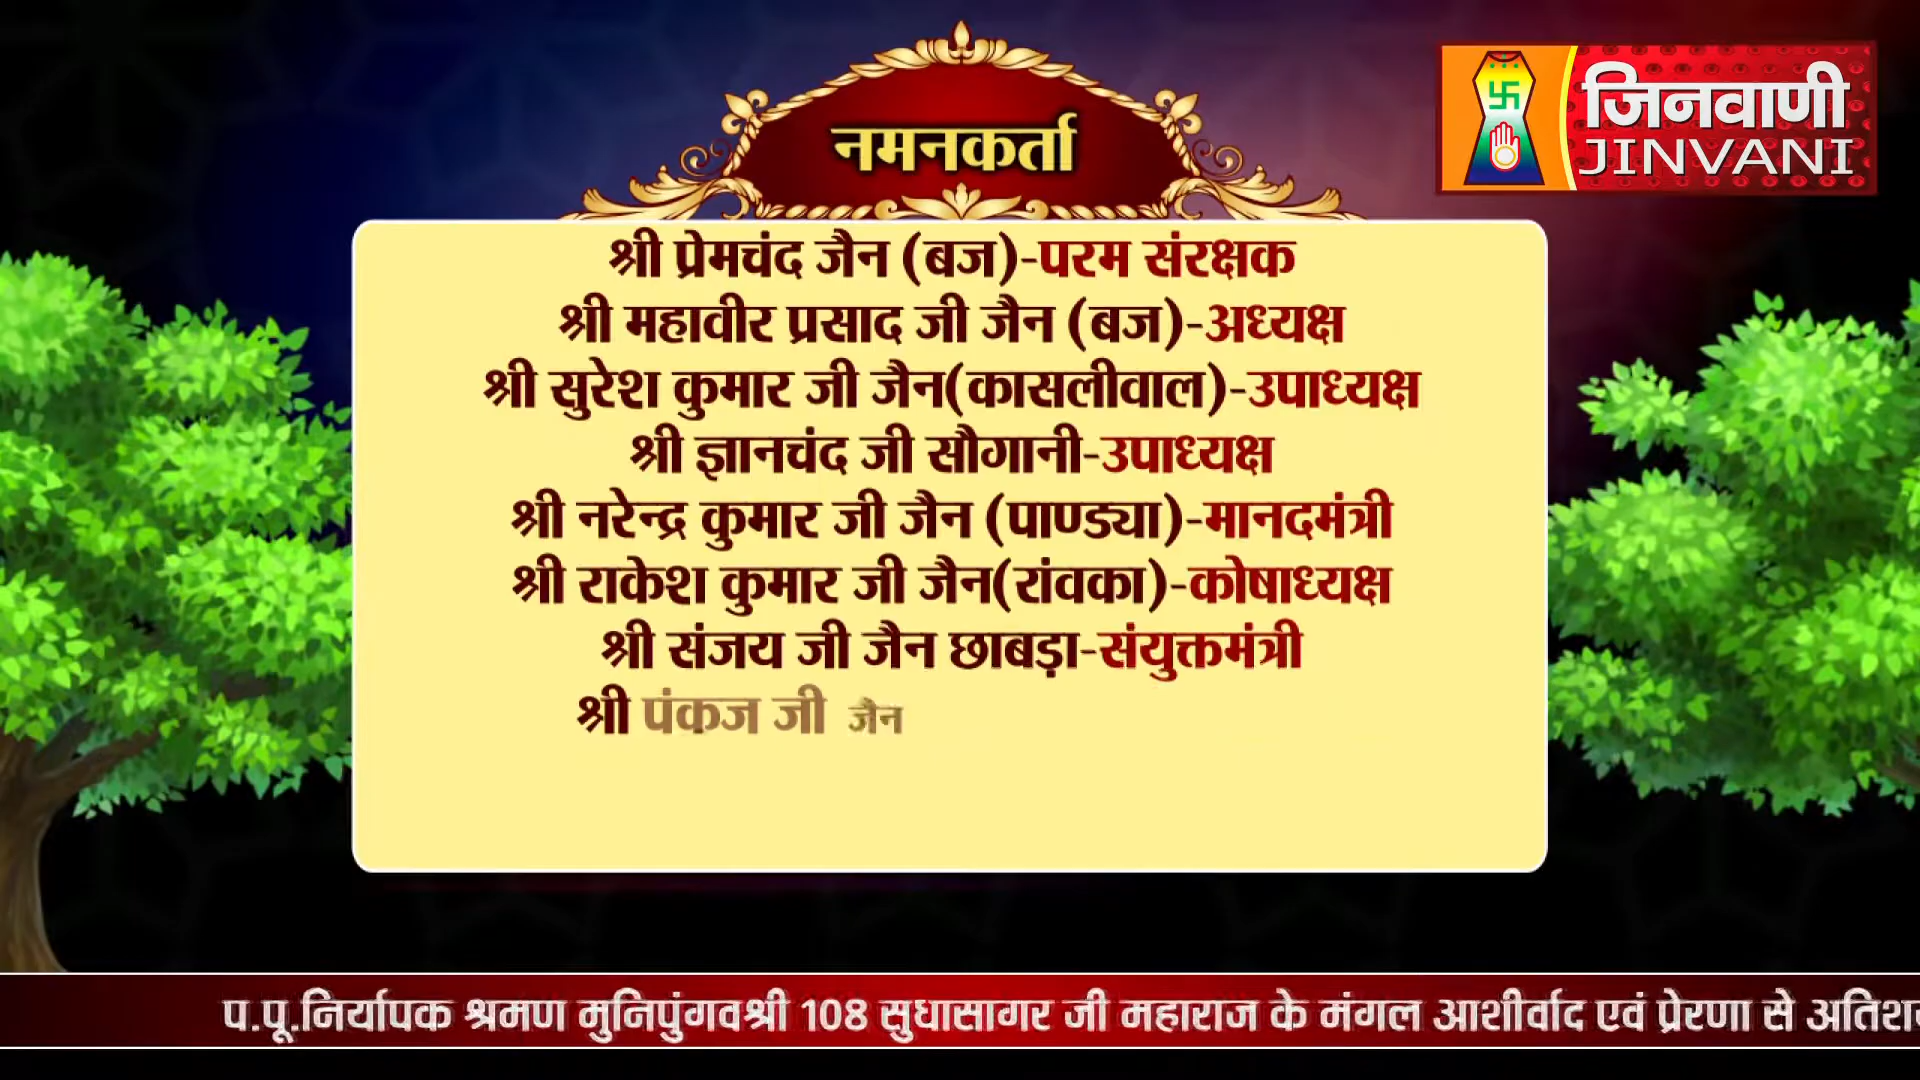 नमनकर्ता
जिनवाणी
JINVANI
श्री प्रेमचंद जैन (बज)-परम संरक्षक
श्री महावीर प्रसाद जी जैन (बज)-अध्यक्ष
श्री सुरेश कुमार जी जैन(कासलीवाल)-उपाध्यक्ष
श्री ज्ञानचंद जी सौगानी-उपाध्यक्ष
श्री नरेन्द्र कुमार जी जैन (पाण्ड्या)-मानदमंत्री
श्री राकेश कुमार जी जैन(रांवका)-कोषाध्यक्ष
श्री संजय जी जैन छाबड़ा-संयुक्तमंत्री
श्री पंकज जी जैन
प.पू.निर्यापक श्रमण मुनिपुंगवश्री 108 सुधासागर जी महाराज के मंगल आशीर्वाद एवं प्रेरणा से